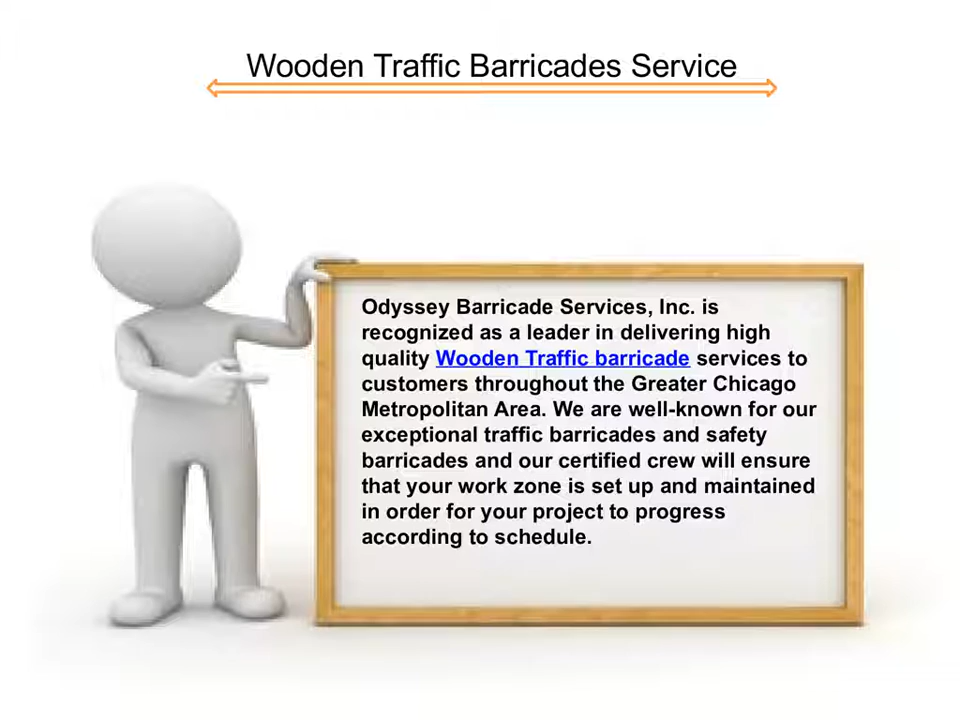 Wooden Traffic Barricades Service
Odyssey Barricade Services, Inc. is
recognized as a leader in delivering high
quality Wooden Traffic barricade services to
customers throughout the Greater Chicago
Metropolitan Area. We are well-known for our
exceptional traffic barricades and safety
barricades and our certified crew will ensure
that your work zone is set up and maintained
in order for your project to progress
according to schedule.